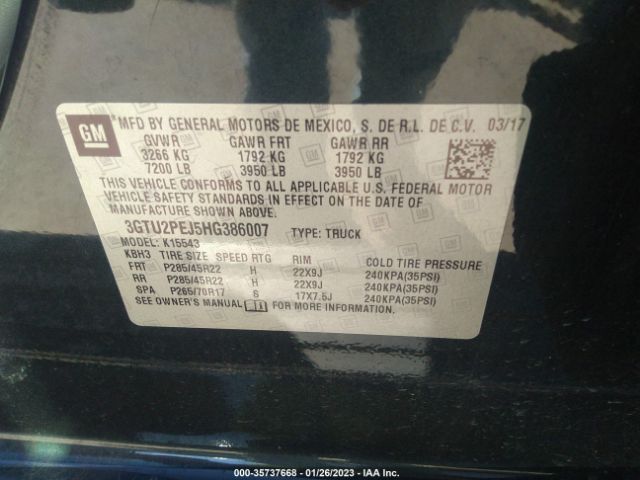 GM
MFD BY GENERAL MOTORS DE MEXICO, S. DE R.L. DE C.V. 03/17
GVWR GAWR FRT GAWR RR
3266 KG 1792 KG 1792 KG
7200 LB 3950 LB 3950 LB
THIS VEHICLE CONFORMS TO ALL APPLICABLE U.S. FEDERAL MOTOR
VEHICLE SAFETY STANDARDS IN EFFECT ON THE DATE OF
MANUFACTURE SHOWN ABOVE.
3GTU2PEJ5HG386007 TYPE: TRUCK
MODEL: K15543
KBH3 TIRE SIZE SPEED RTG RIM COLD TIRE PRESSURE
FRT P285/45R22 H 22X9J 240KPA(35PSI)
RR P285/45R22 H 22X9J 240KPA(35PSI)
SPA P265/70R17 S 17X7.5J 240KPA(35PSI)
SEE OWNER'S MANUAL FOR MORE INFORMATION.
000-35737668 - 01/26/2023 - IAA Inc.